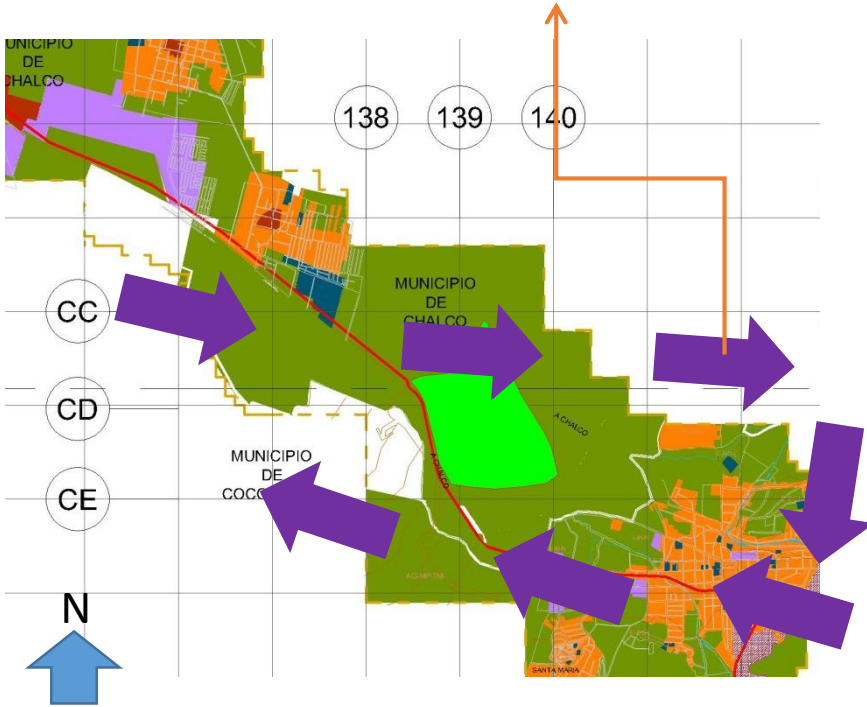 MUNICIPIO
DE
CHALCO
138
139
140
MUNICIPIO
DE
CHALCO
CC
CD
A CHALCO
MUNICIPIO
DE
A CHALCO
CE
N
SANTA MARIA